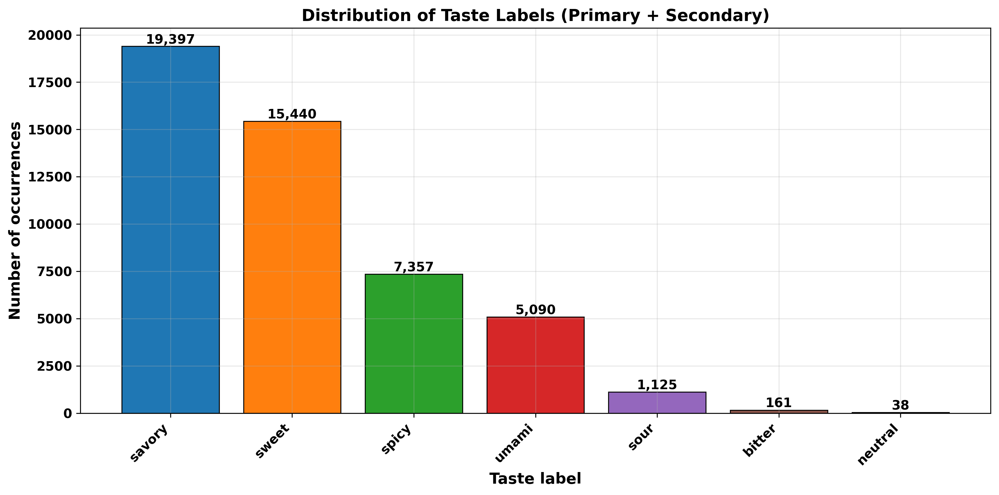 Distribution of Taste Labels (Primary + Secondary)
Number of occurrences
20000
17500
15000
12500
10000
7500
5000
2500
0
19,397
15,440
7,357
5,090
1,125
161
38
savory
sweet
spicy
umami
sour
bitter
neutral
Taste label